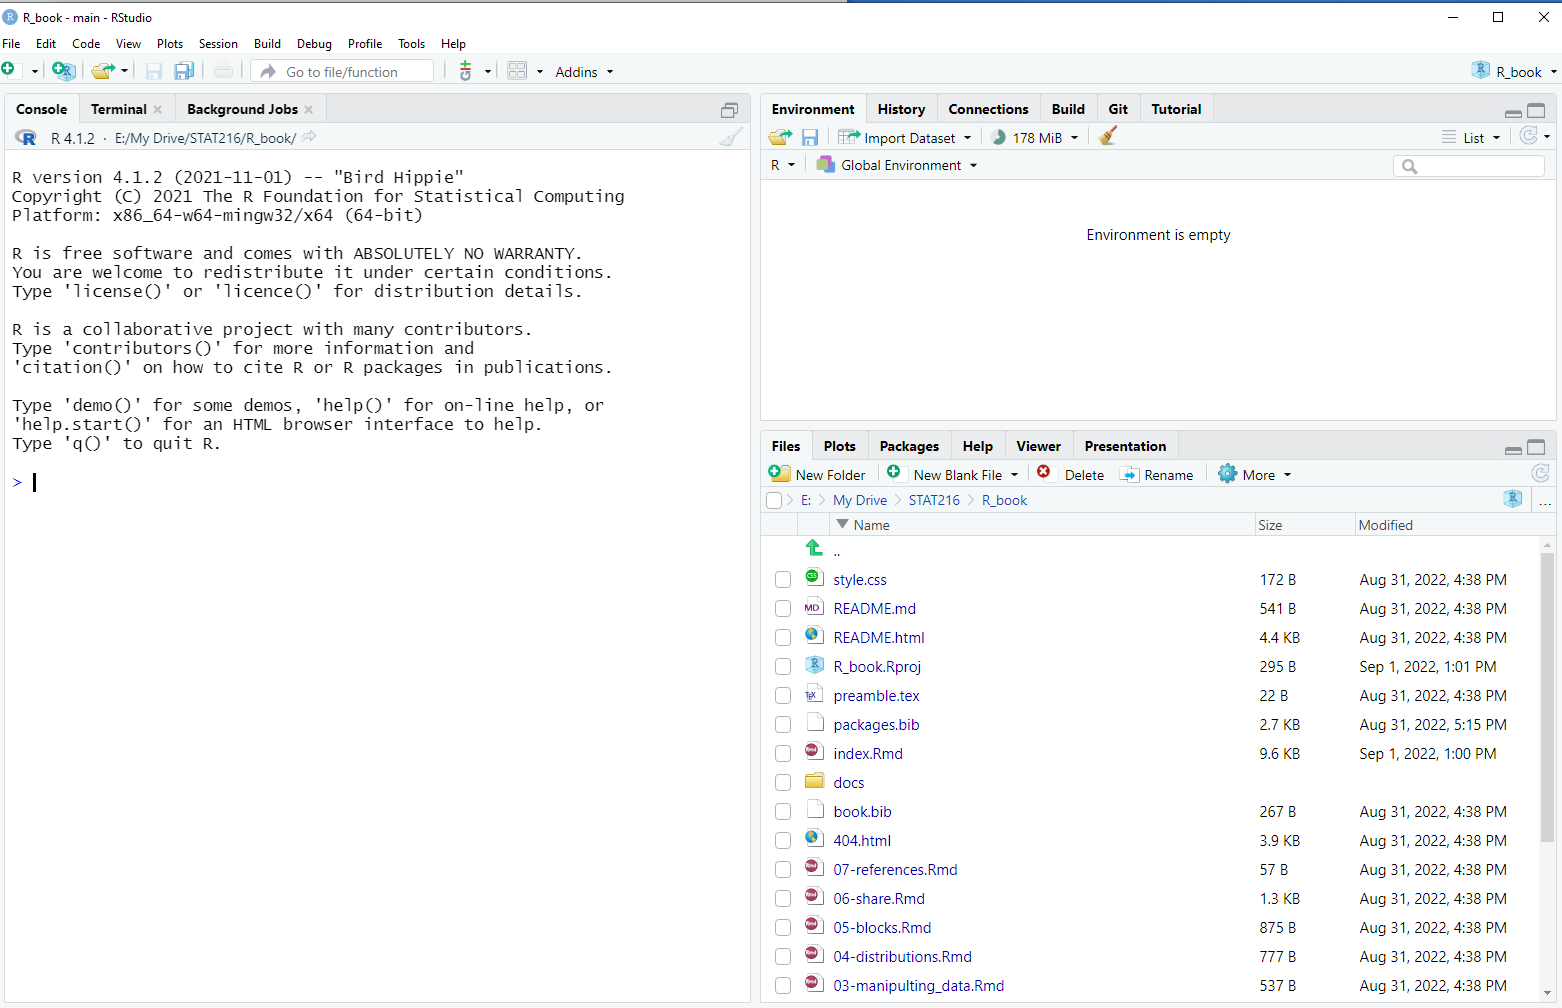 R_book - main - RStudio
File Edit Code View Plots Session Build Debug Profile Tools Help
Go to file/function Addins R_book
Console Terminal Background Jobs
R 4.1.2 · E:/My Drive/STAT216/R_book/
R version 4.1.2 (2021-11-01) -- "Bird Hippie"
Copyright (C) 2021 The R Foundation for Statistical Computing
Platform: x86_64-w64-mingw32/x64 (64-bit)
R is free software and comes with ABSOLUTELY NO WARRANTY.
You are welcome to redistribute it under certain conditions.
Type 'license()' or 'licence()' for distribution details.
R is a collaborative project with many contributors.
Type 'contributors()' for more information and
'citation()' on how to cite R or R packages in publications.
Type 'demo()' for some demos, 'help()' for on-line help, or
'help.start()' for an HTML browser interface to help.
Type 'q()' to quit R.
>
Environment History Connections Build Git Tutorial
Import Dataset 178 MiB List
R Global Environment
Environment is empty
Files Plots Packages Help Viewer Presentation
New Folder New Blank File Delete Rename More
E: My Drive STAT216 R_book ...
Name Size Modified
..
style.css 172 B Aug 31, 2022, 4:38 PM
README.md 541 B Aug 31, 2022, 4:38 PM
README.html 4.4 KB Aug 31, 2022, 4:38 PM
R_book.Rproj 295 B Sep 1, 2022, 1:01 PM
preamble.tex 22 B Aug 31, 2022, 4:38 PM
packages.bib 2.7 KB Aug 31, 2022, 5:15 PM
index.Rmd 9.6 KB Sep 1, 2022, 1:00 PM
docs
book.bib 267 B Aug 31, 2022, 4:38 PM
404.html 3.9 KB Aug 31, 2022, 4:38 PM
07-references.Rmd 57 B Aug 31, 2022, 4:38 PM
06-share.Rmd 1.3 KB Aug 31, 2022, 4:38 PM
05-blocks.Rmd 875 B Aug 31, 2022, 4:38 PM
04-distributions.Rmd 777 B Aug 31, 2022, 4:38 PM
03-manipulting_data.Rmd 537 B Aug 31, 2022, 4:38 PM